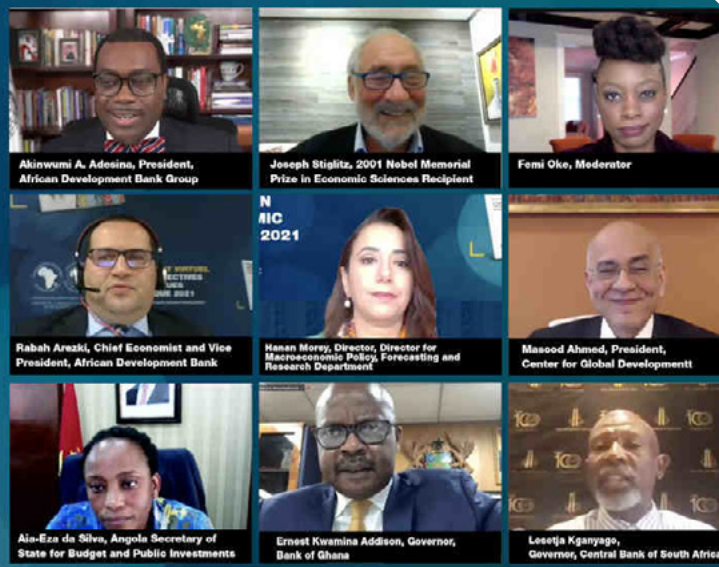 Akinwumi A. Adesina, President,
African Development Bank Group
Joseph Stiglitz, 2001 Nobel Memorial
Prize in Economic Sciences Recipient
Femi Oke, Moderator
2021
Rabah Arezki, Chief Economist and Vice
President, African Development Bank
N
MIC
2021
Hanan Morsy, Director, Director for
Macroeconomic Policy, Forecasting and
Research Department
Masood Ahmed, President,
Center for Global Developmentt
Aia-Eza da Silva, Angola Secretary of
State for Budget and Public Investments
Ernest Kwamina Addison, Governor,
Bank of Ghana
Lesetja Kganyago,
Governor, Central Bank of South Africa